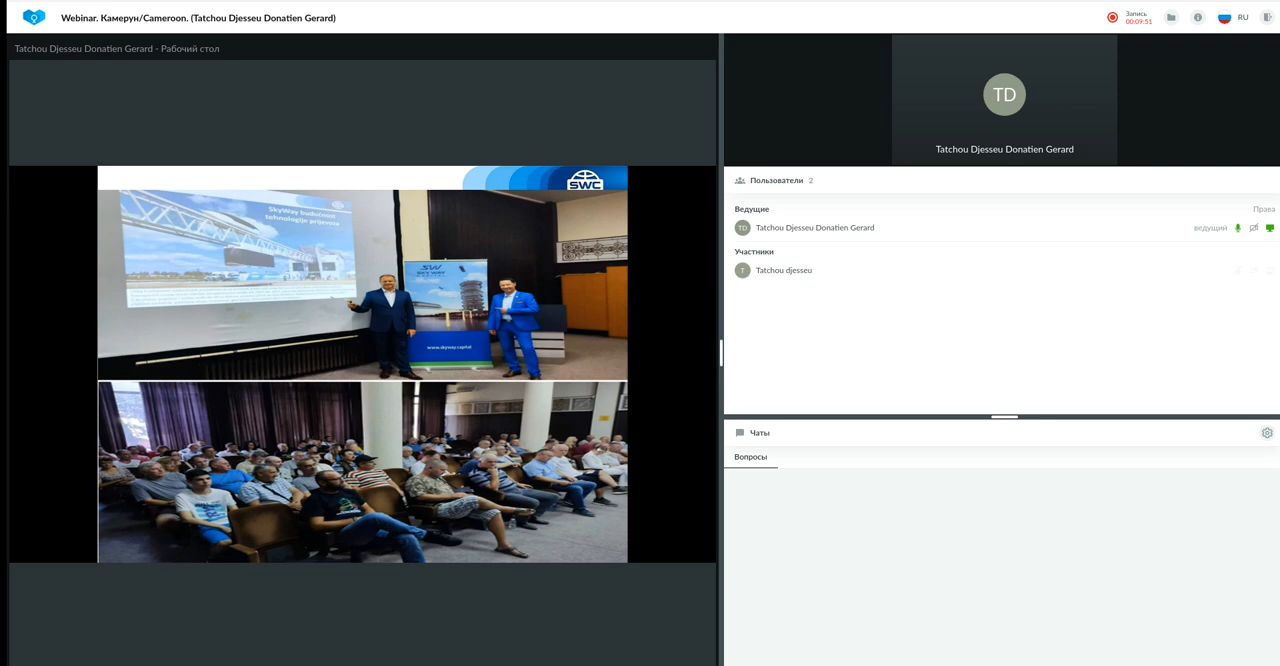 Webinar. Камерун/Cameroon. (Tatchou Djesseu Donatien Gerard)
Запись
00:09:51
RU
Tatchou Djesseu Donatien Gerard - Рабочий стол
SWC
SkyWay budućnost
tehnologije prijevoza
SW
SKYWAY
www.skyway.capital
TD
Tatchou Djesseu Donatien Gerard
Пользователи 2
Ведущие Права
TD Tatchou Djesseu Donatien Gerard ведущий
Участники
T Tatchou djesseu
Чаты
Вопросы